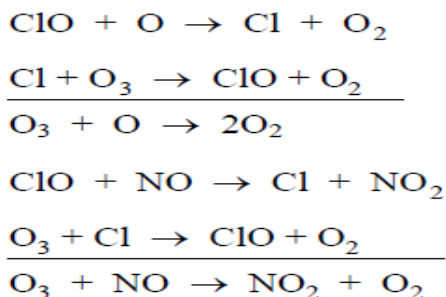 ClO + O → Cl + O₂
Cl + O₃ → ClO + O₂
O₃ + O → 2O₂
ClO + NO → Cl + NO₂
O₃ + Cl → ClO + O₂
O₃ + NO → NO₂ + O₂